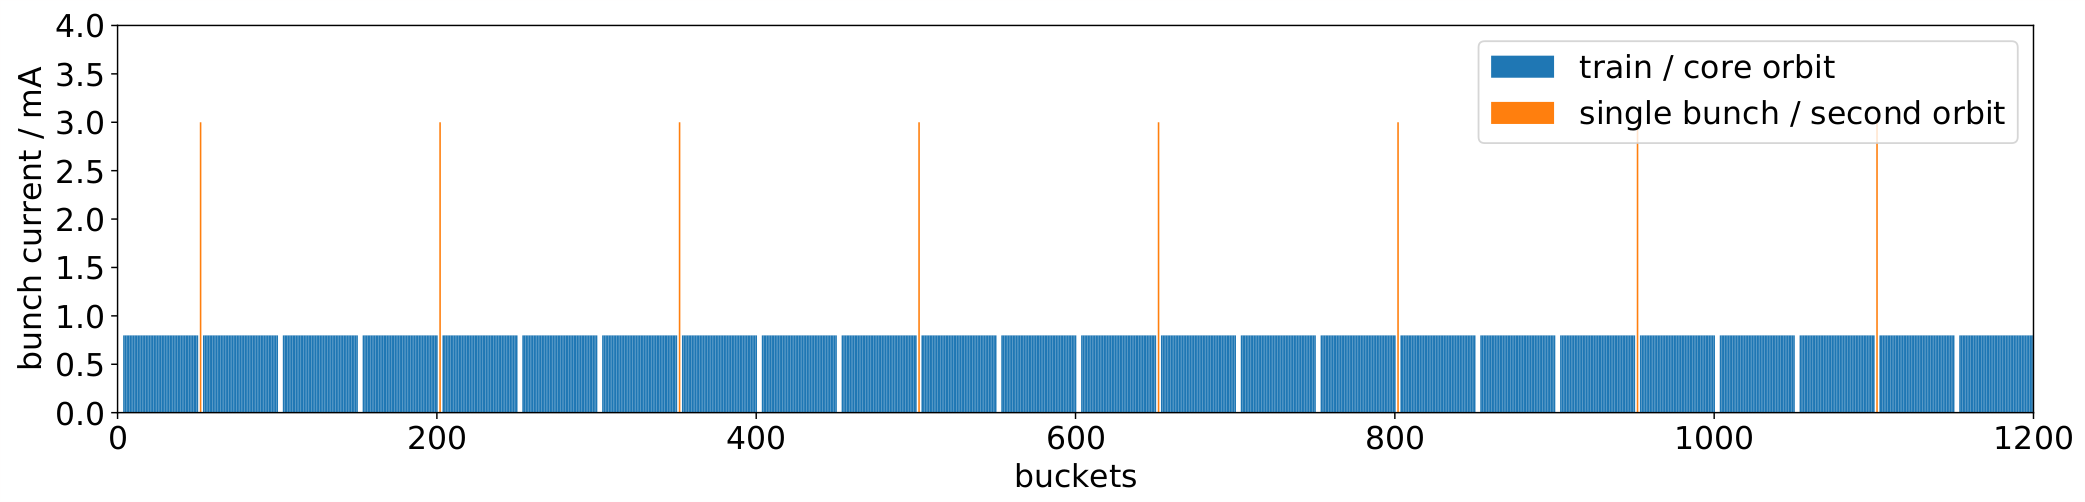 4.0
3.5
3.0
2.5
2.0
1.5
1.0
0.5
0.0
bunch current / mA
train / core orbit
single bunch / second orbit
0 200 400 600 800 1000 1200
buckets